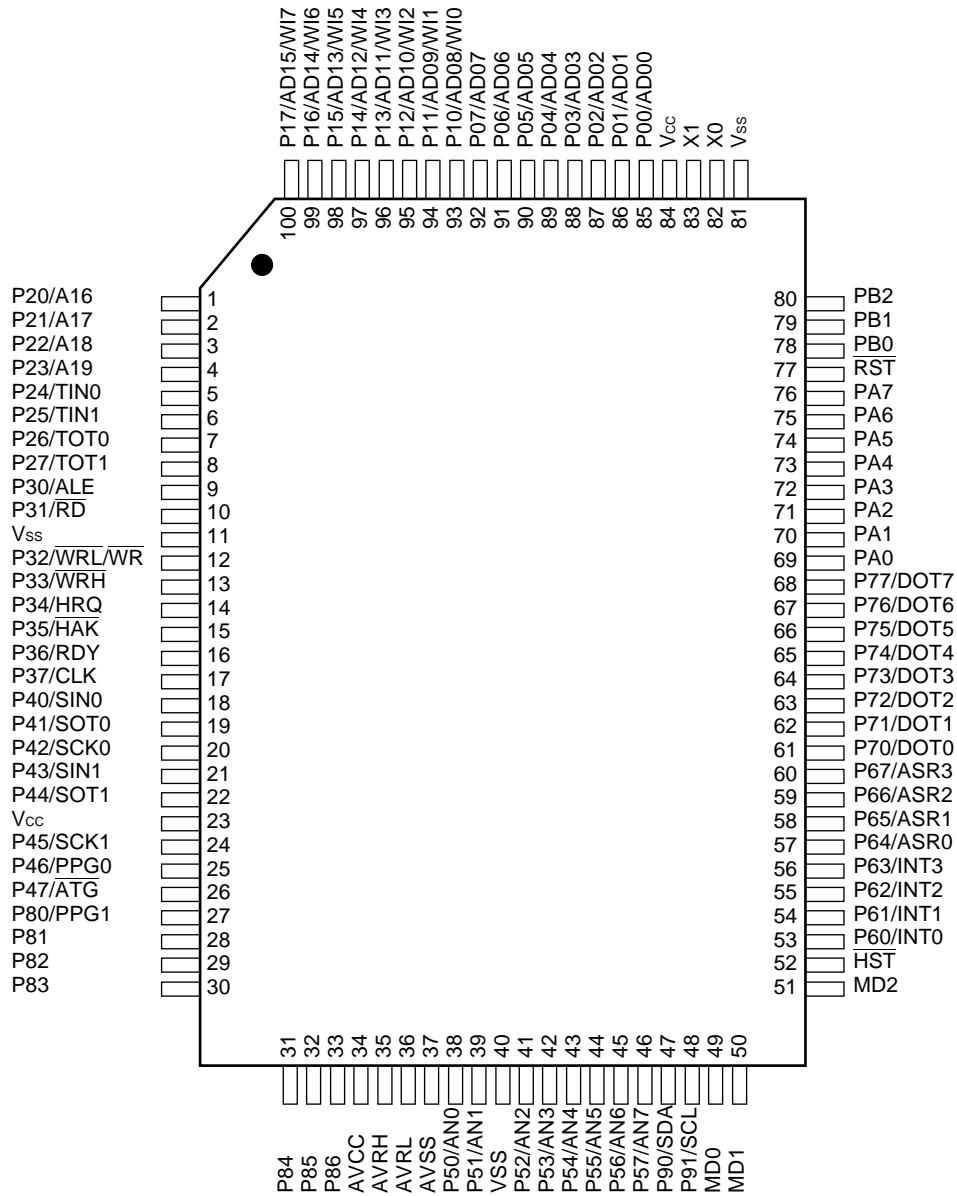 P17/AD15/WI7
P16/AD14/WI6
P15/AD13/WI5
P14/AD12/WI4
P13/AD11/WI3
P12/AD10/WI2
P11/AD09/WI1
P10/AD08/WI0
P07/AD07
P06/AD06
P05/AD05
P04/AD04
P03/AD03
P02/AD02
P01/AD01
P00/AD00
Vcc
X1
X0
Vss
100
99
98
97
96
95
94
93
92
91
90
89
88
87
86
85
84
83
82
81
P20/A16 1
P21/A17 2
P22/A18 3
P23/A19 4
P24/TIN0 5
P25/TIN1 6
P26/TOT0 7
P27/TOT1 8
P30/ALE 9
P31/RD 10
Vss 11
P32/WRL/WR 12
P33/WRH 13
P34/HRQ 14
P35/HAK 15
P36/RDY 16
P37/CLK 17
P40/SIN0 18
P41/SOT0 19
P42/SCK0 20
P43/SIN1 21
P44/SOT1 22
Vcc 23
P45/SCK1 24
P46/PPG0 25
P47/ATG 26
P80/PPG1 27
P81 28
P82 29
P83 30
80 PB2
79 PB1
78 PB0
77 RST
76 PA7
75 PA6
74 PA5
73 PA4
72 PA3
71 PA2
70 PA1
69 PA0
68 P77/DOT7
67 P76/DOT6
66 P75/DOT5
65 P74/DOT4
64 P73/DOT3
63 P72/DOT2
62 P71/DOT1
61 P70/DOT0
60 P67/ASR3
59 P66/ASR2
58 P65/ASR1
57 P64/ASR0
56 P63/INT3
55 P62/INT2
54 P61/INT1
53 P60/INT0
52 HST
51 MD2
31
32
33
34
35
36
37
38
39
40
41
42
43
44
45
46
47
48
49
50
P84
P85
P86
AVCC
AVRH
AVRL
AVSS
P50/AN0
P51/AN1
VSS
P52/AN2
P53/AN3
P54/AN4
P55/AN5
P56/AN6
P57/AN7
P90/SDA
P91/SCL
MD0
MD1